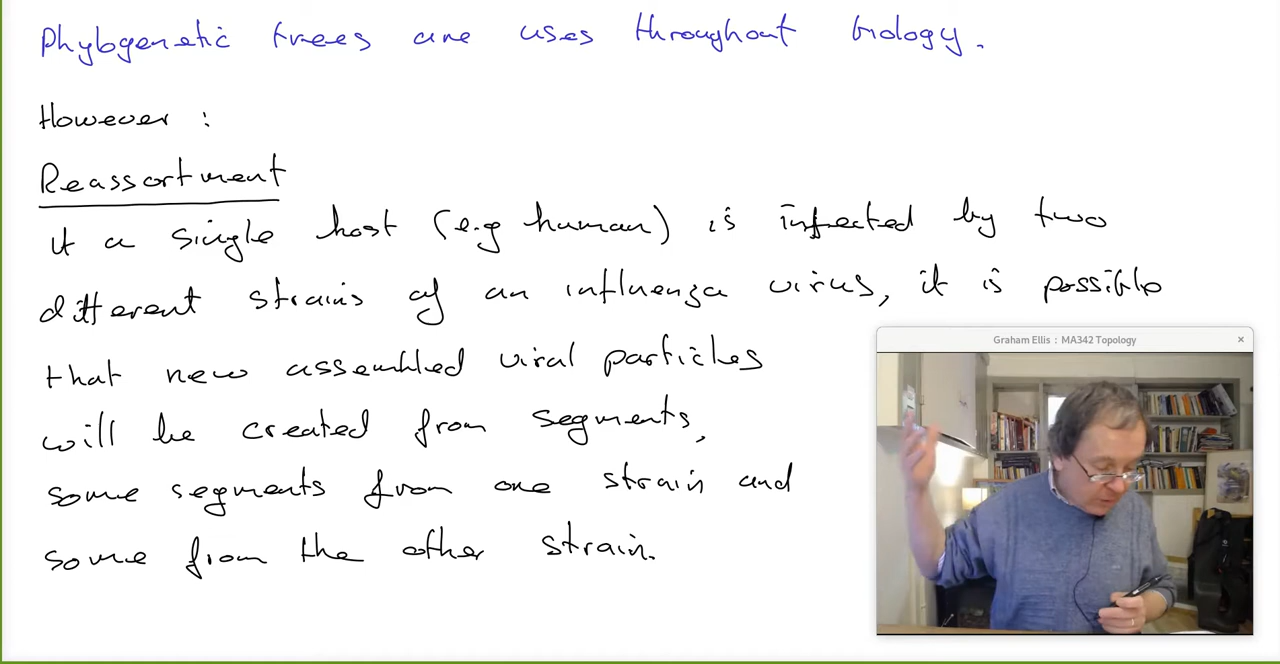 Phylogenetic trees are uses throughout biology.
However :
Reassortment
if a single host (e.g human) is infected by two
different strains of an influenza virus, it is possible
Graham Ellis : MA342 Topology
that new assembled viral particles
will be created from segments,
some segments from one strain and
some from the other strain.